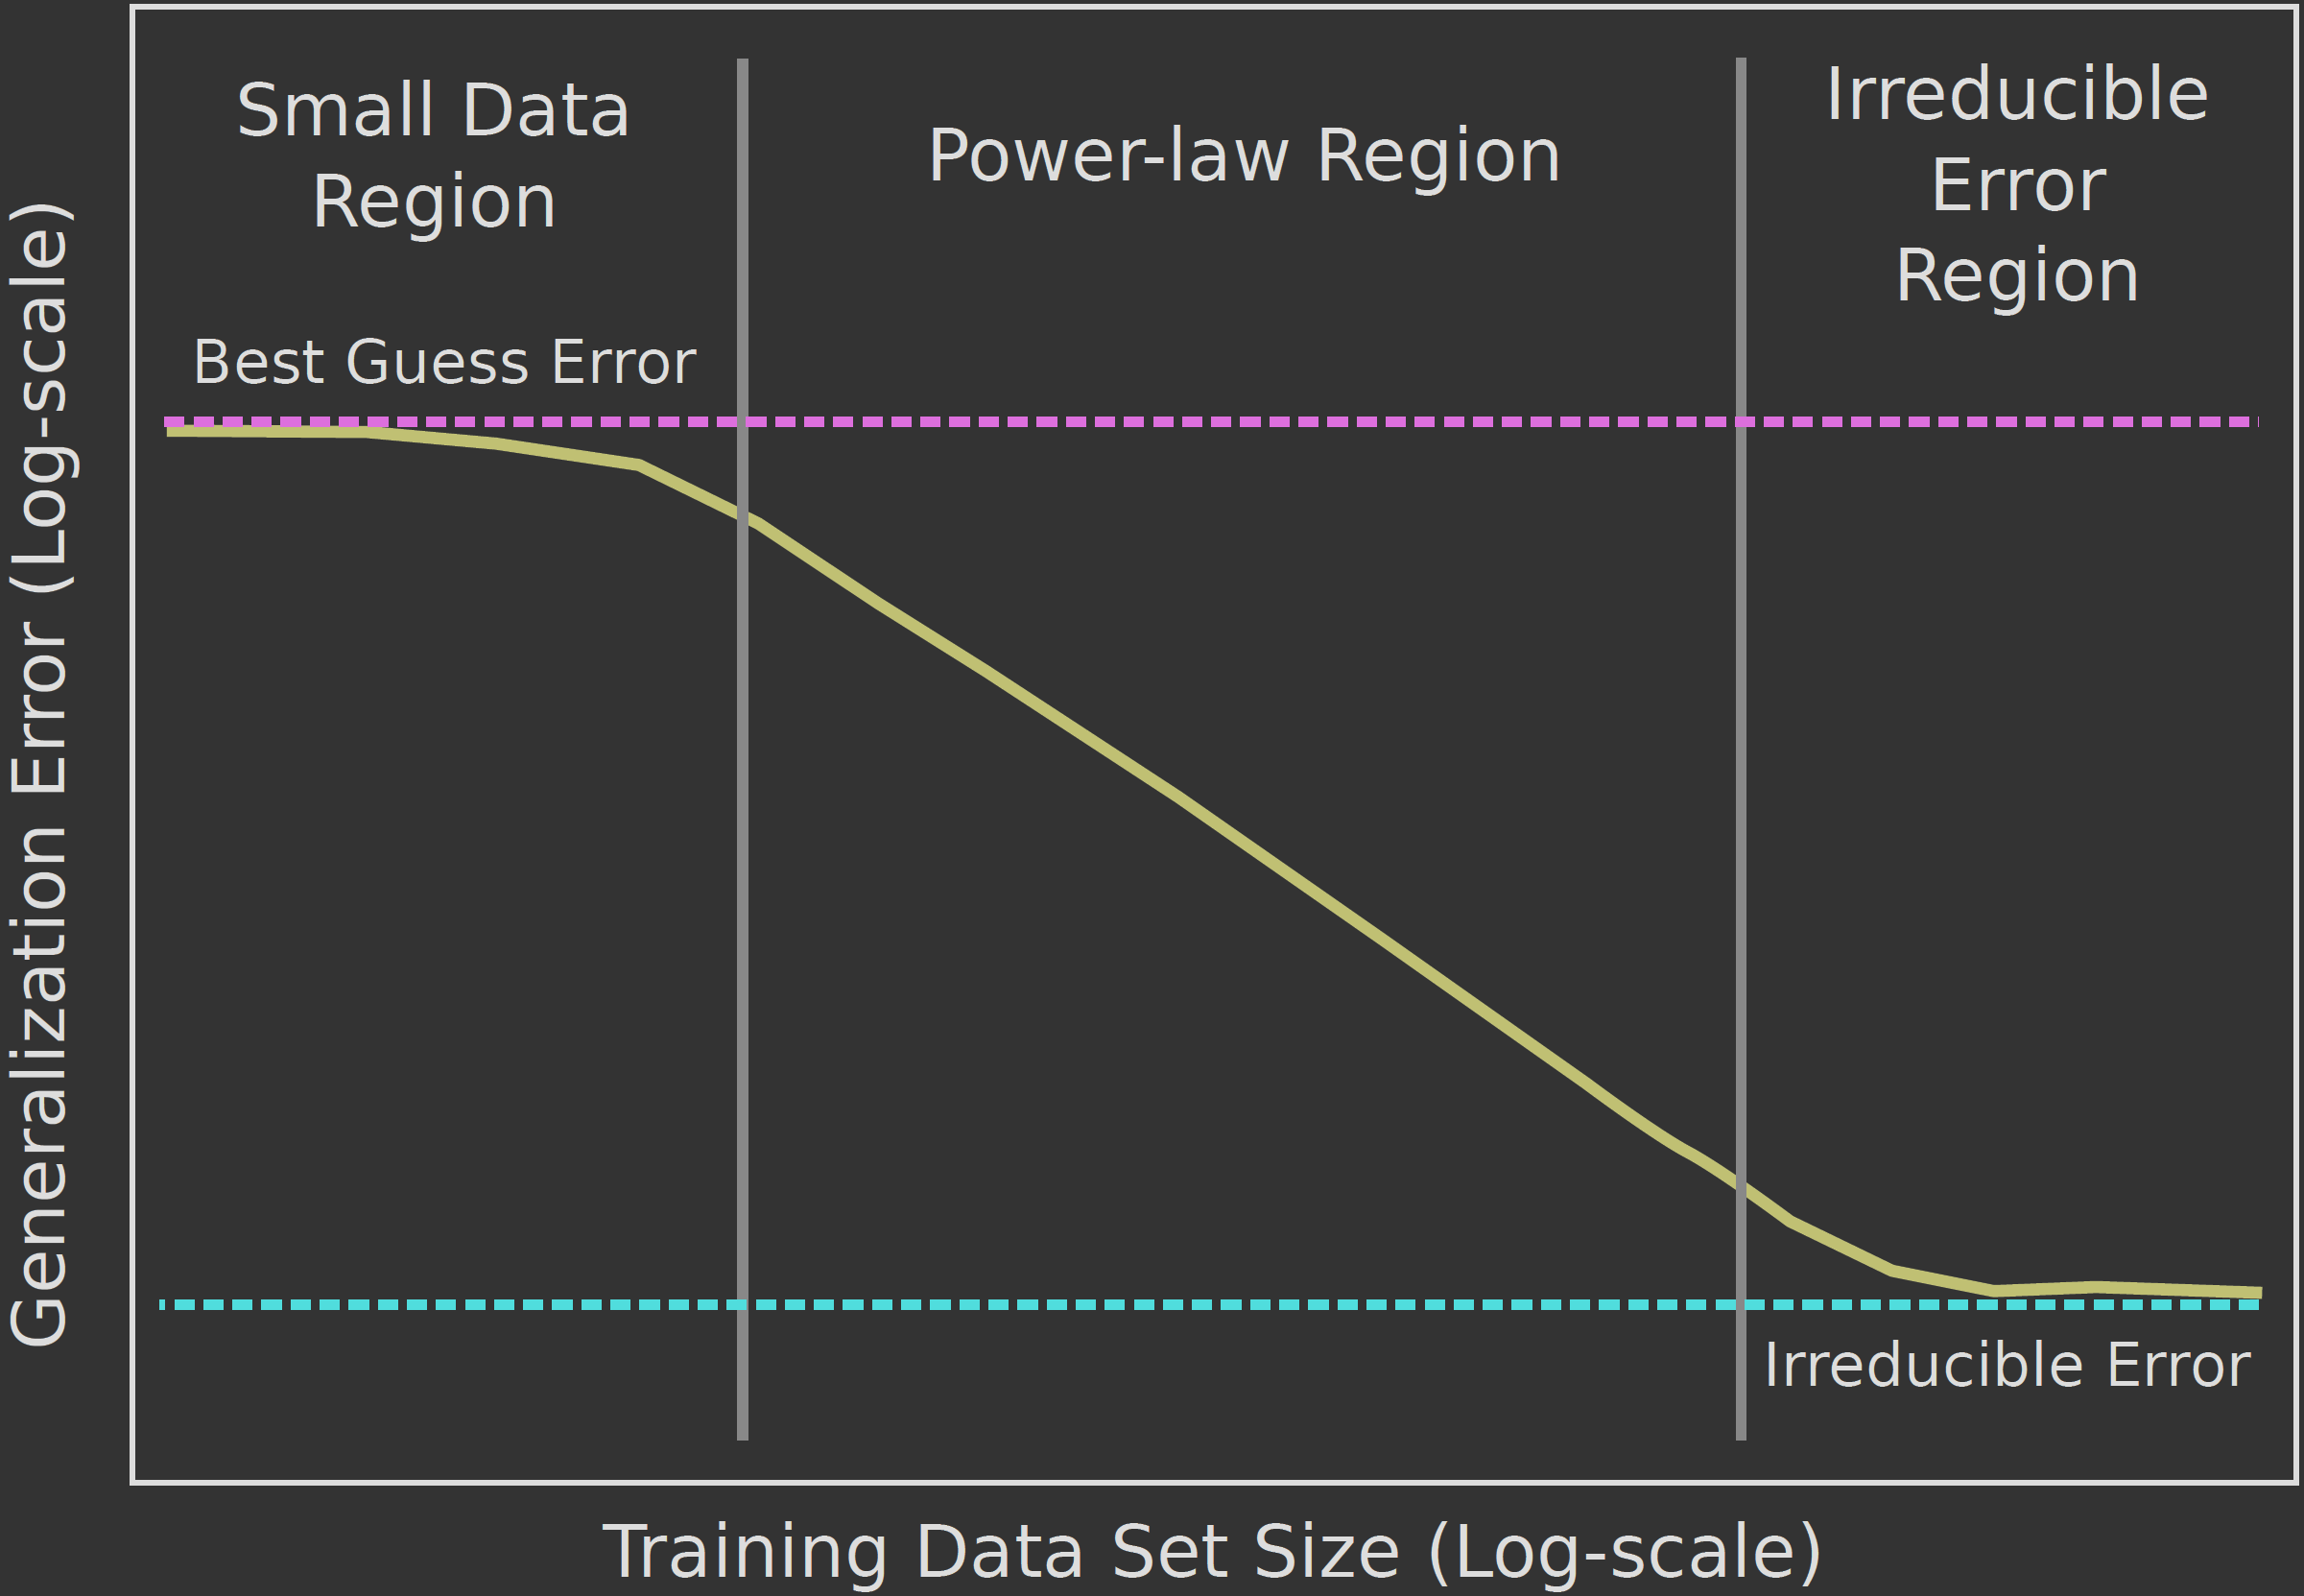 Small Data
Region
Power-law Region
Irreducible
Error
Region
Best Guess Error
Generalization Error (Log-scale)
Irreducible Error
Training Data Set Size (Log-scale)